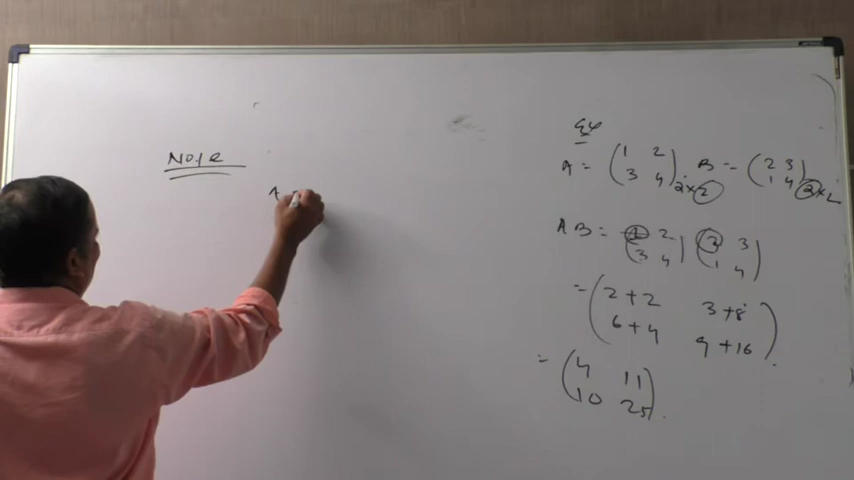 Note
A
Ex
A = (1 2
3 4)2×2 B = (2 3
1 4)2×2
AB = (1 2
3 4) (2 3
1 4)
= (2+2 3+8
6+4 9+16)
= (4 11
10 25).